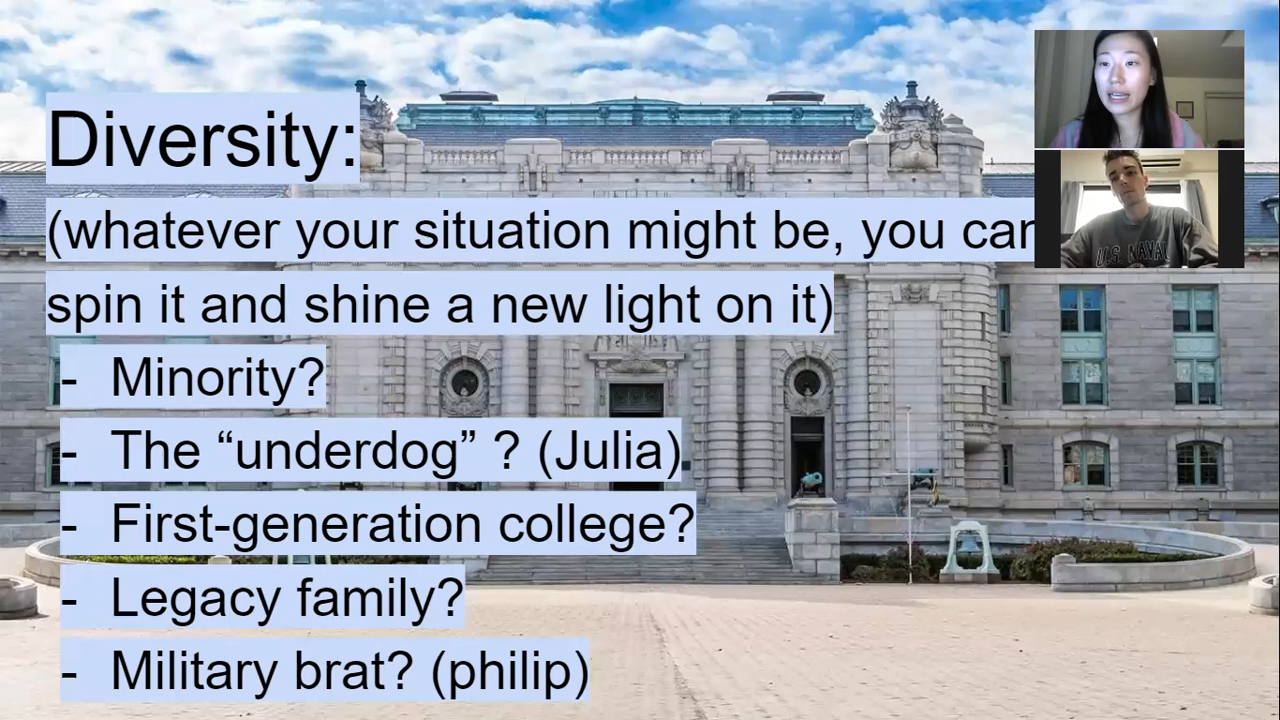 Diversity:
(whatever your situation might be, you can
spin it and shine a new light on it)
- Minority?
- The “underdog” ? (Julia)
- First-generation college?
- Legacy family?
- Military brat? (philip)
U.S. NAVAL